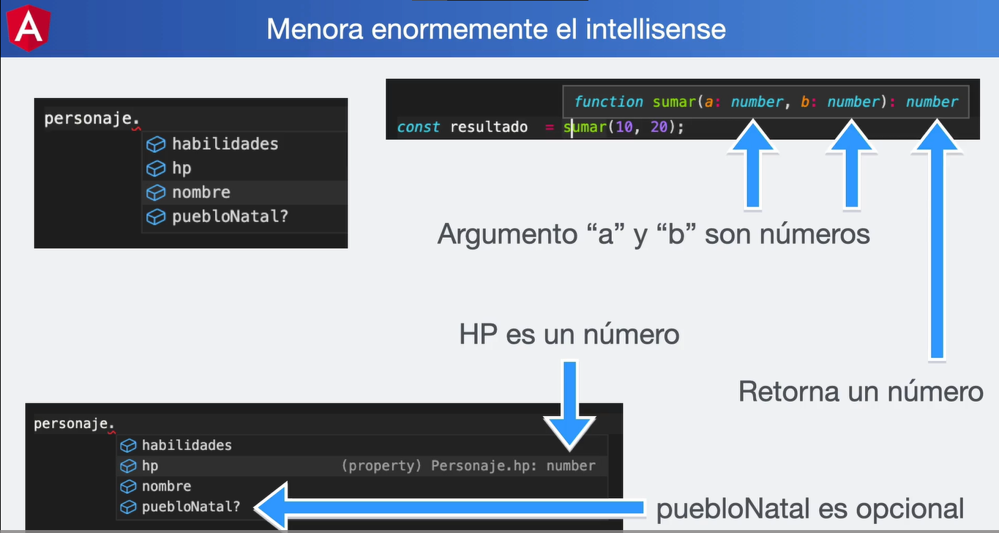 A
Menora enormemente el intellisense
personaje.
habilidades
hp
nombre
puebloNatal?
function sumar(a: number, b: number): number
const resultado = sumar(10, 20);
Argumento “a” y “b” son números
HP es un número
Retorna un número
personaje.
habilidades
hp (property) Personaje.hp: number
nombre
puebloNatal?
puebloNatal es opcional